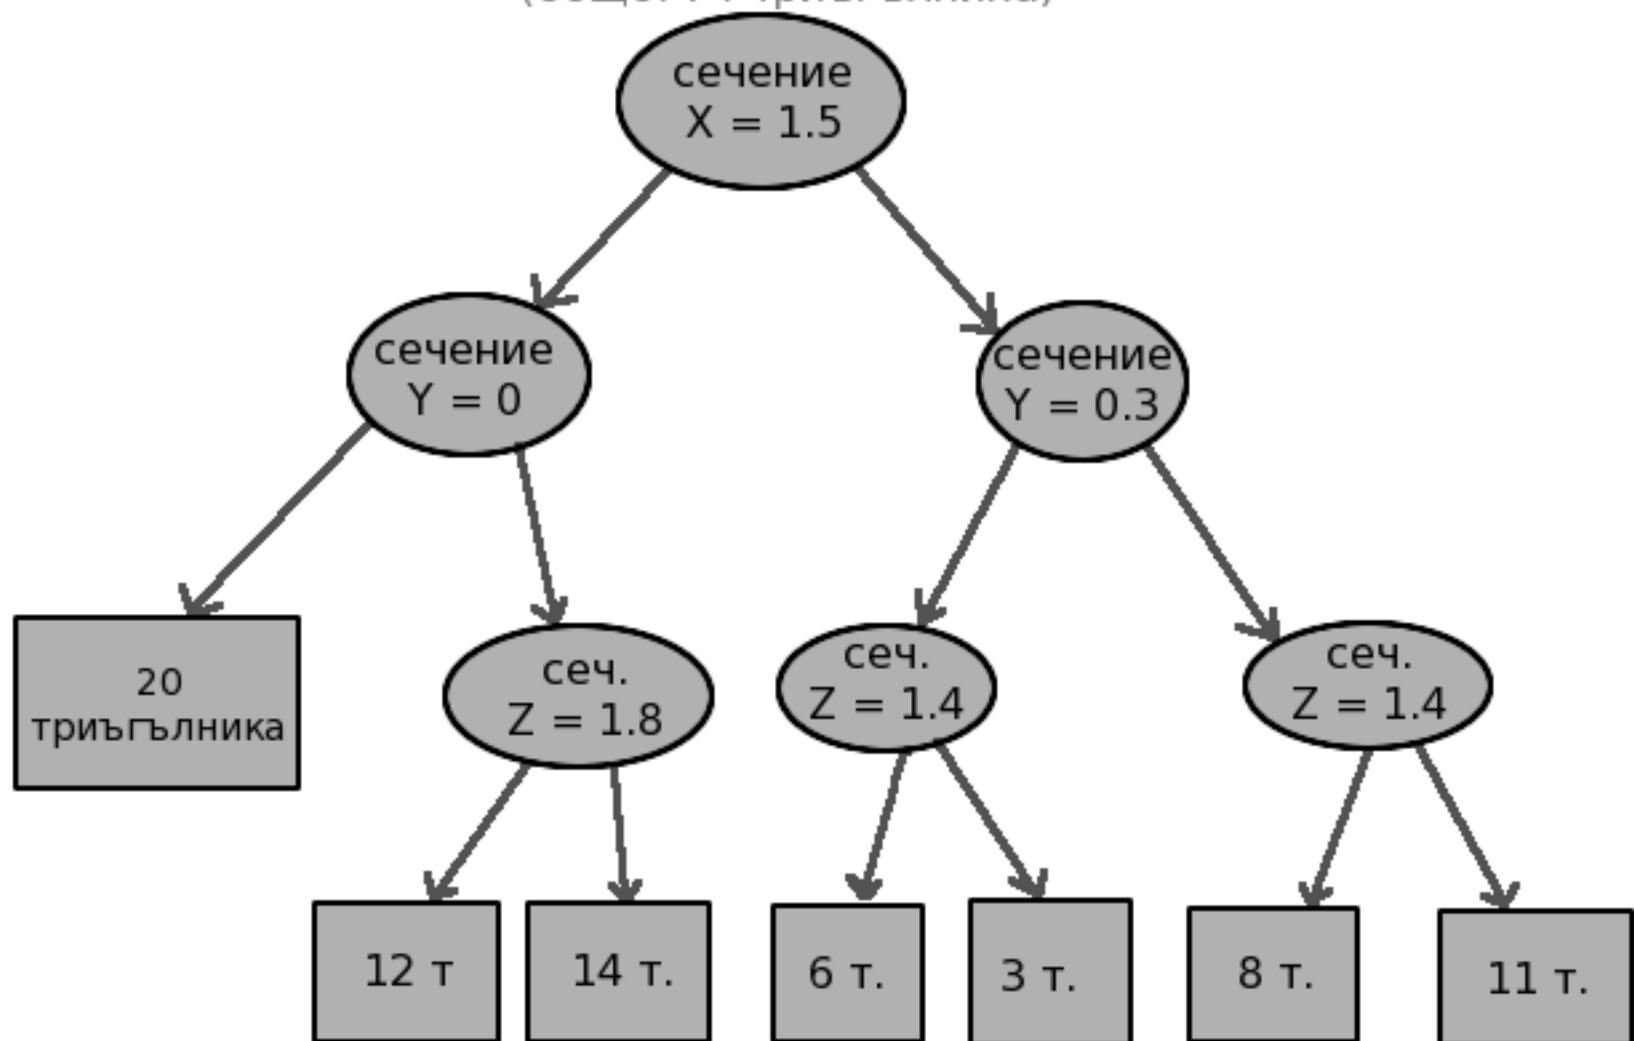 сечение
X = 1.5
сечение
Y = 0
сечение
Y = 0.3
20
триъгълника
сеч.
Z = 1.8
сеч.
Z = 1.4
сеч.
Z = 1.4
12 т
14 т.
6 т.
3 т.
8 т.
11 т.